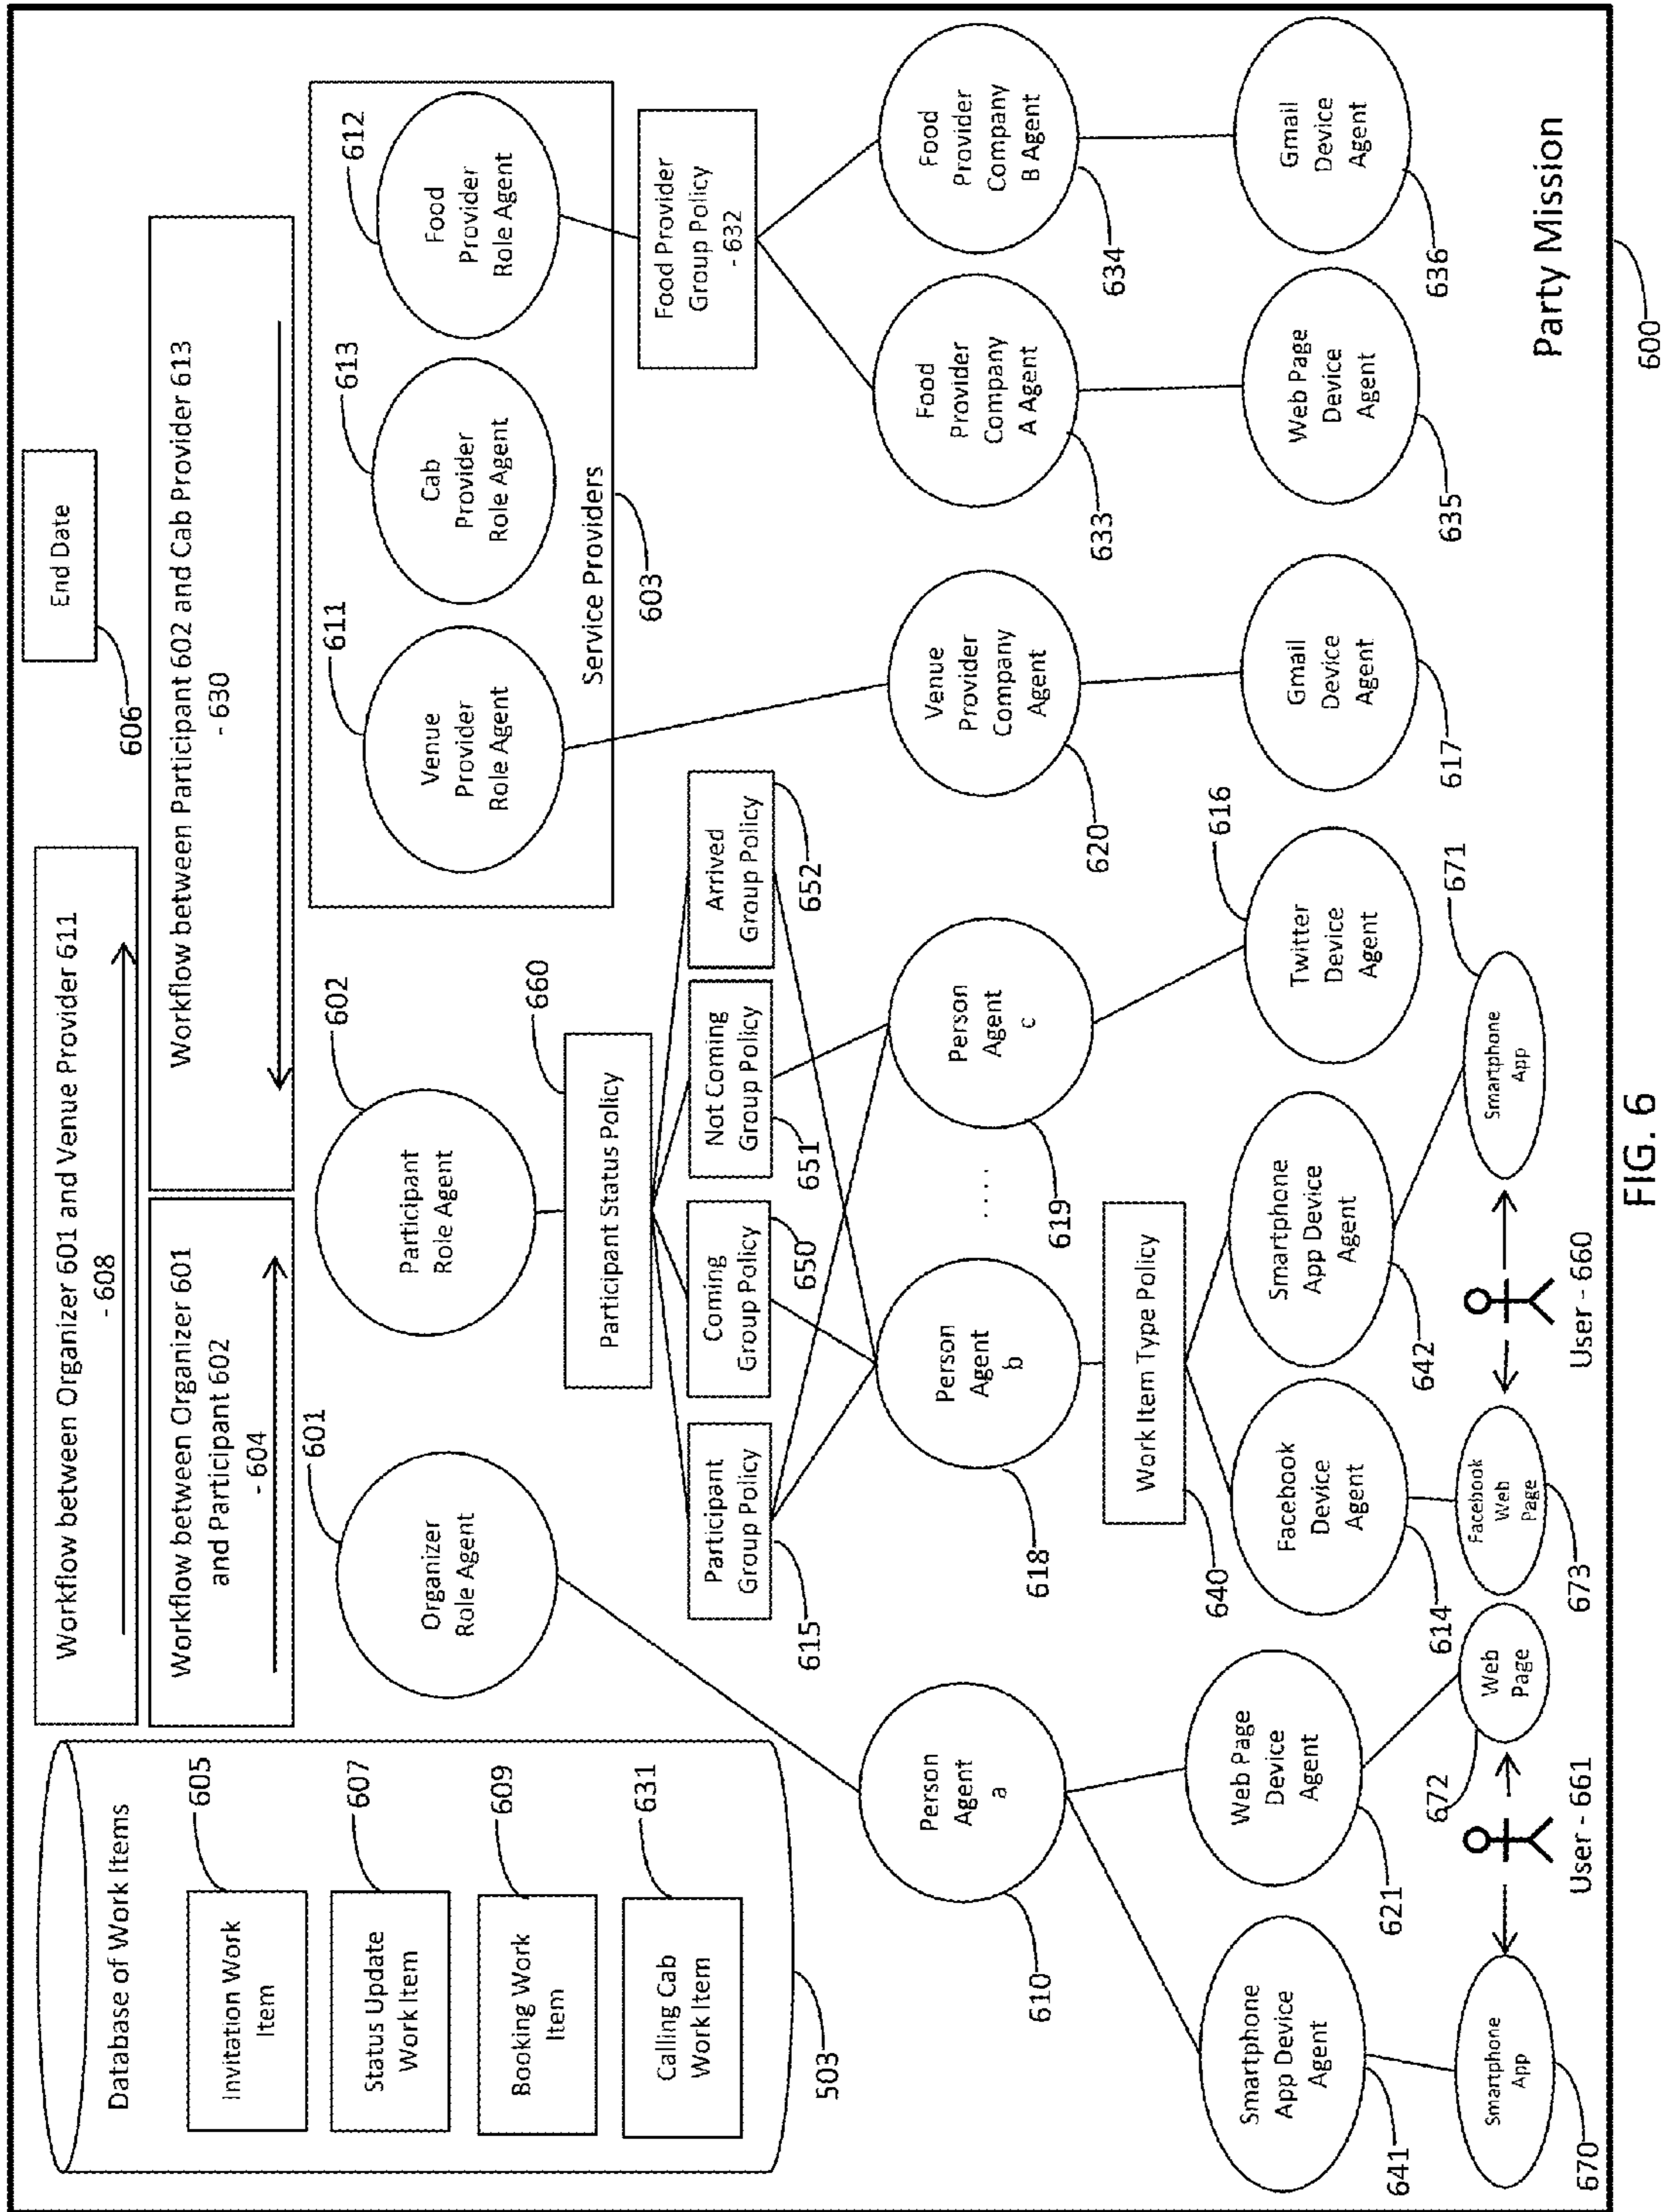 Database of Work Items
Invitation Work
Item
605
Status Update
Work Item
607
Booking Work
Item
609
Calling Cab
Work Item
631
503
Workflow between Organizer 601 and Venue Provider 611
- 608
End Date
606
Workflow between Organizer 601
and Participant 602
- 604
Workflow between Participant 602 and Cab Provider 613
- 630
601
Organizer
Role Agent
602
Participant
Role Agent
611
Venue
Provider
Role Agent
613
Cab
Provider
Role Agent
612
Food
Provider
Role Agent
Service Providers
603
660
Participant Status Policy
Participant
Group Policy
615
Coming
Group Policy
650
Not Coming
Group Policy
651
Arrived
Group Policy
652
Food Provider
Group Policy
- 632
Person
Agent
a
610
Person
Agent
b
618
....
Person
Agent
c
619
Venue
Provider
Company
Agent
620
Food
Provider
Company
A Agent
633
Food
Provider
Company
B Agent
634
Work Item Type Policy
640
Smartphone
App Device
Agent
641
Web Page
Device
Agent
621
Facebook
Device
Agent
614
Smartphone
App Device
Agent
642
Twitter
Device
Agent
616
Gmail
Device
Agent
617
Web Page
Device
Agent
635
Gmail
Device
Agent
636
Smartphone
App
670
672
Web
Page
Facebook
Web
Page
673
Smartphone
App
671
User - 661
User - 660
Party Mission
600
FIG. 6